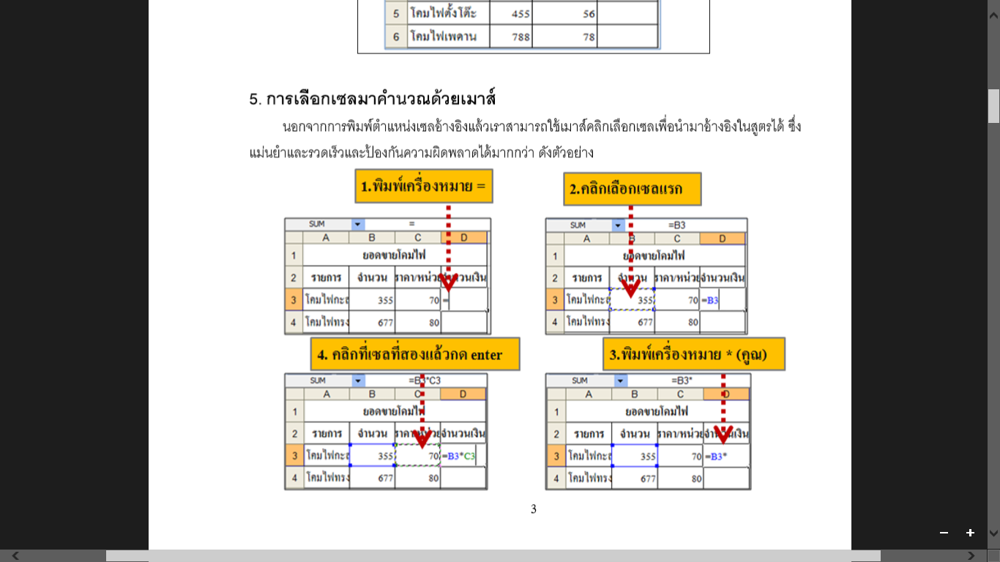 5 โคมไฟตั้งโต๊ะ 455 56
6 โคมไฟเพดาน 788 78
5. การเลือกเซลมาคำนวณด้วยเมาส์
นอกจากการพิมพ์ตำแหน่งเซลอ้างอิงแล้วเราสามารถใช้เมาส์คลิกเลือกเซลเพื่อนำมาอ้างอิงในสูตรได้ ซึ่ง
แม่นยำและรวดเร็วและป้องกันความผิดพลาดได้มากกว่า ดังตัวอย่าง
1.พิมพ์เครื่องหมาย =
SUM =
A B C D
1 ยอดขายโคมไฟ
2 รายการ จำนวน ราคา/หน่วย จำนวนเงิน
3 โคมไฟกะส 355 70 =
4 โคมไฟทรง 677 80
2.คลิกเลือกเซลแรก
SUM =B3
A B C D
1 ยอดขายโคมไฟ
2 รายการ จำนวน ราคา/หน่วย จำนวนเงิน
3 โคมไฟกะส 355 70 =B3
4 โคมไฟทรง 677 80
4. คลิกที่เซลที่สองแล้วกด enter
SUM =B3*C3
A B C D
1 ยอดขายโคมไฟ
2 รายการ จำนวน ราคา/หน่วย จำนวนเงิน
3 โคมไฟกะส 355 70 =B3*C3
4 โคมไฟทรง 677 80
3.พิมพ์เครื่องหมาย * (คูณ)
SUM =B3*
A B C D
1 ยอดขายโคมไฟ
2 รายการ จำนวน ราคา/หน่วย จำนวนเงิน
3 โคมไฟกะส 355 70 =B3*
4 โคมไฟทรง 677 80
3